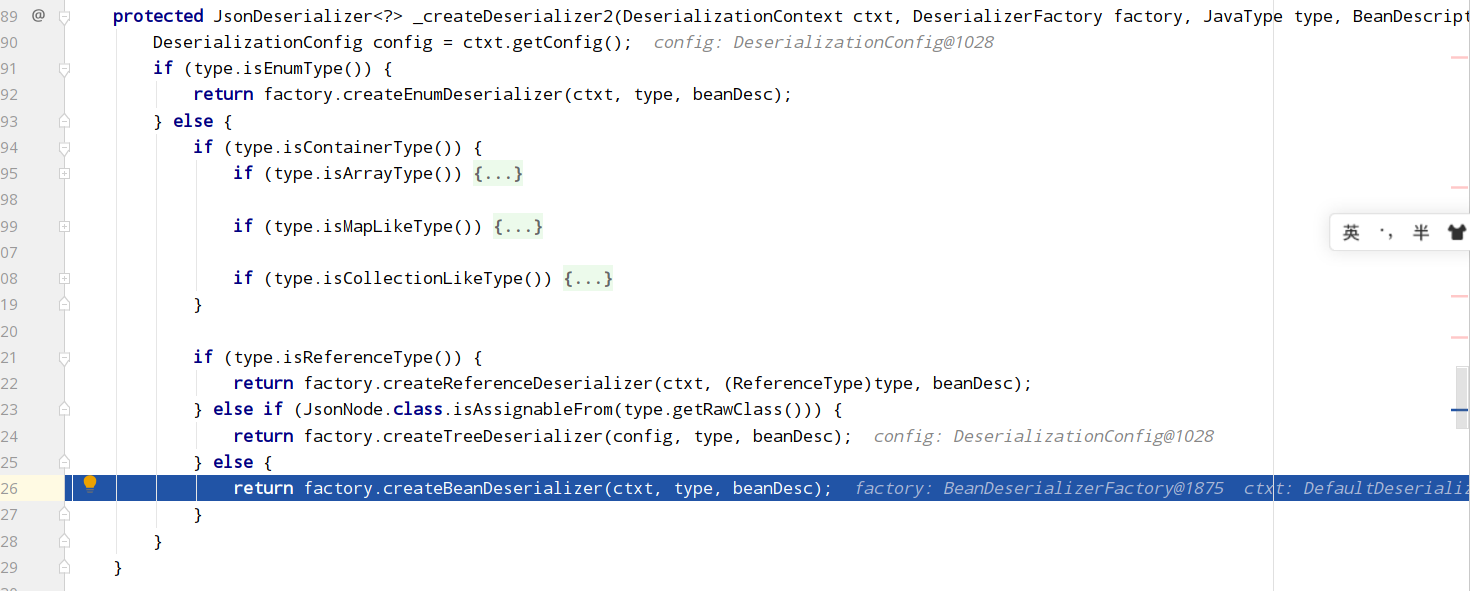 89 @ protected JsonDeserializer<?> _createDeserializer2(DeserializationContext ctxt, DeserializerFactory factory, JavaType type, BeanDescript
90 DeserializationConfig config = ctxt.getConfig(); config: DeserializationConfig@1028
91 if (type.isEnumType()) {
92 return factory.createEnumDeserializer(ctxt, type, beanDesc);
93 } else {
94 if (type.isContainerType()) {
95 if (type.isArrayType()) {...}
98
99 if (type.isMapLikeType()) {...}
英 ·, 半
07
08 if (type.isCollectionLikeType()) {...}
19 }
20
21 if (type.isReferenceType()) {
22 return factory.createReferenceDeserializer(ctxt, (ReferenceType)type, beanDesc);
23 } else if (JsonNode.class.isAssignableFrom(type.getRawClass())) {
24 return factory.createTreeDeserializer(config, type, beanDesc); config: DeserializationConfig@1028
25 } else {
26 return factory.createBeanDeserializer(ctxt, type, beanDesc); factory: BeanDeserializerFactory@1875 ctxt: DefaultDeserializ
27 }
28 }
29 }